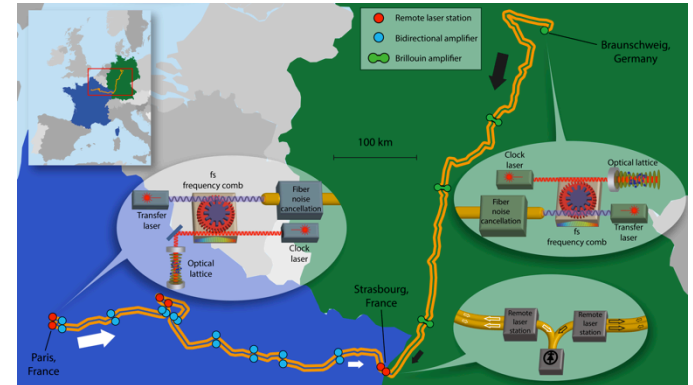 Remote laser station
Bidirectional amplifier
Brillouin amplifier
Braunschweig,
Germany
100 km
fs
frequency comb
Transfer
laser
Fiber
noise
cancellation
Clock
laser
Optical
lattice
Clock
laser
Optical lattice
Fiber
noise
cancellation
fs
frequency comb
Transfer
laser
Strasbourg,
France
Remote
laser
station
Remote
laser
station
Paris,
France